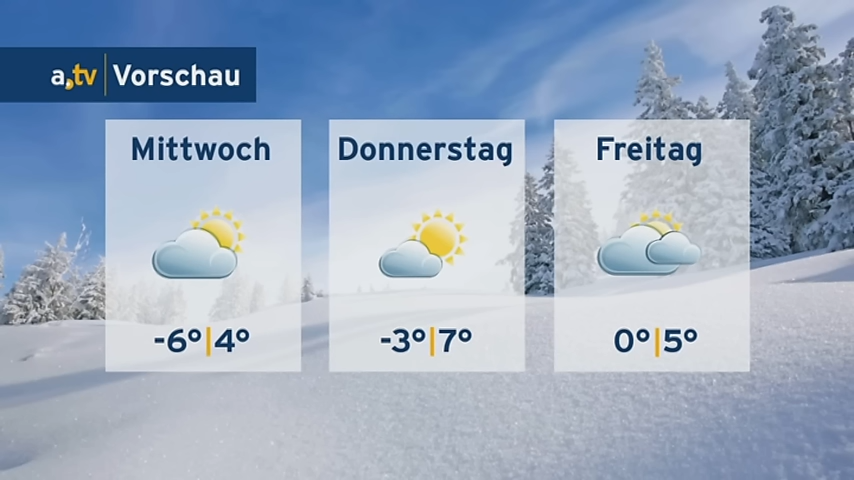 a.tv Vorschau
Mittwoch
-6°|4°
Donnerstag
-3°|7°
Freitag
0°|5°